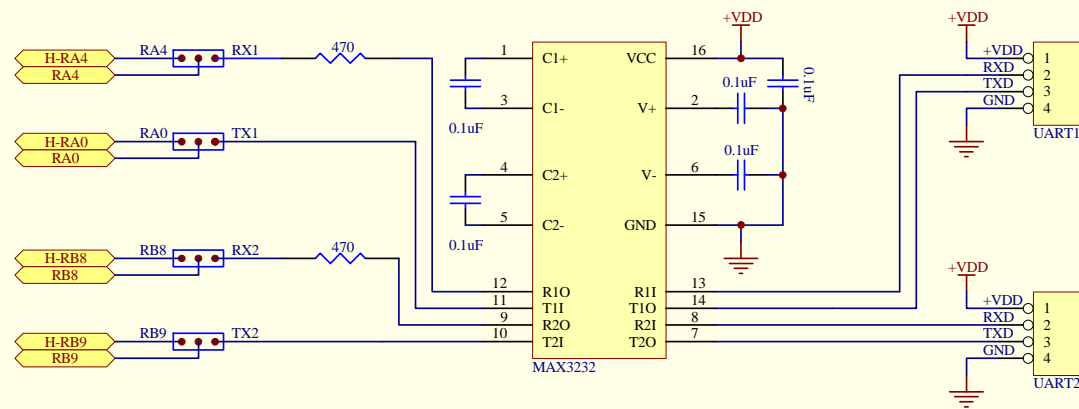 +VDD
+VDD
H-RA4
RA4
RA4
RX1
470
1
C1+
VCC
16
0.1uF
0.1uF
+VDD
1
RXD
2
TXD
3
GND
4
UART1
3
C1-
V+
2
0.1uF
H-RA0
RA0
RA0
TX1
4
C2+
V-
6
0.1uF
5
C2-
GND
15
0.1uF
H-RB8
RB8
RB8
RX2
470
12
R1O
R1I
13
11
T1I
T1O
14
9
R2O
R2I
8
10
T2I
T2O
7
MAX3232
H-RB9
RB9
RB9
TX2
+VDD
+VDD
1
RXD
2
TXD
3
GND
4
UART2